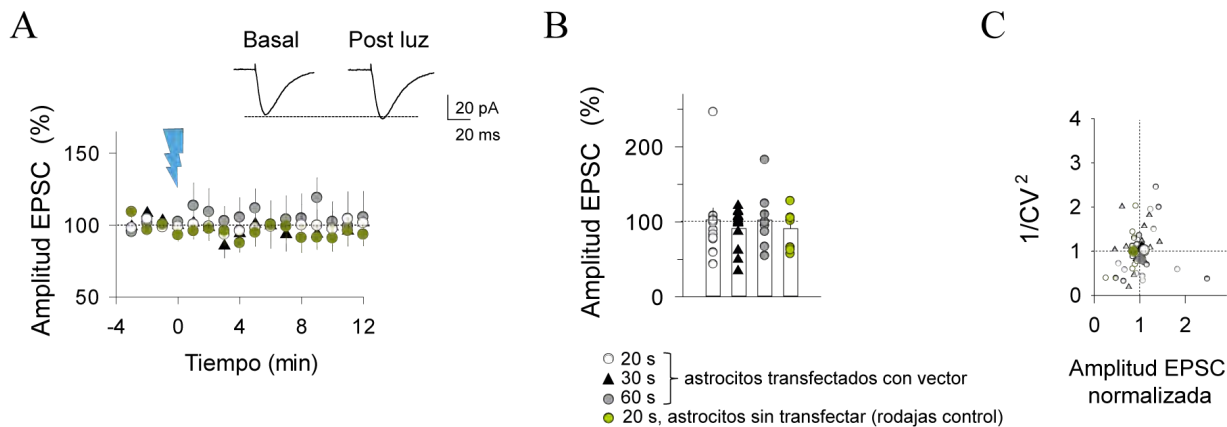 A
Basal
Post luz
20 pA
20 ms
Amplitud EPSC (%)
150
100
50
-4
0
4
8
12
Tiempo (min)
B
Amplitud EPSC (%)
200
100
0
20 s
30 s
60 s
astrocitos transfectados con vector
20 s, astrocitos sin transfectar (rodajas control)
C
1/CV²
4
3
2
1
0
0
1
2
Amplitud EPSC
normalizada